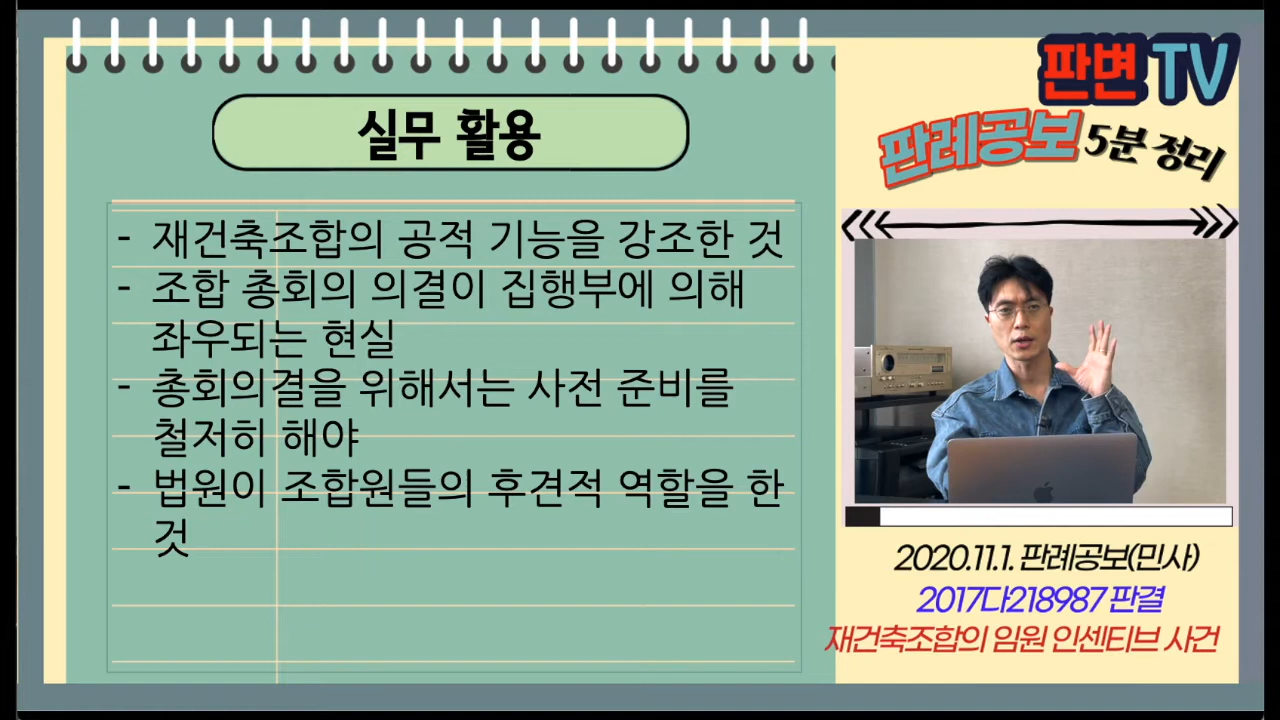 실무 활용
- 재건축조합의 공적 기능을 강조한 것
- 조합 총회의 의결이 집행부에 의해
좌우되는 현실
- 총회의결을 위해서는 사전 준비를
철저히 해야
- 법원이 조합원들의 후견적 역할을 한
것
판변 TV
판례공보 5분 정리
2020.11.1. 판례공보(민사)
2017다218987 판결
재건축조합의 임원 인센티브 사건